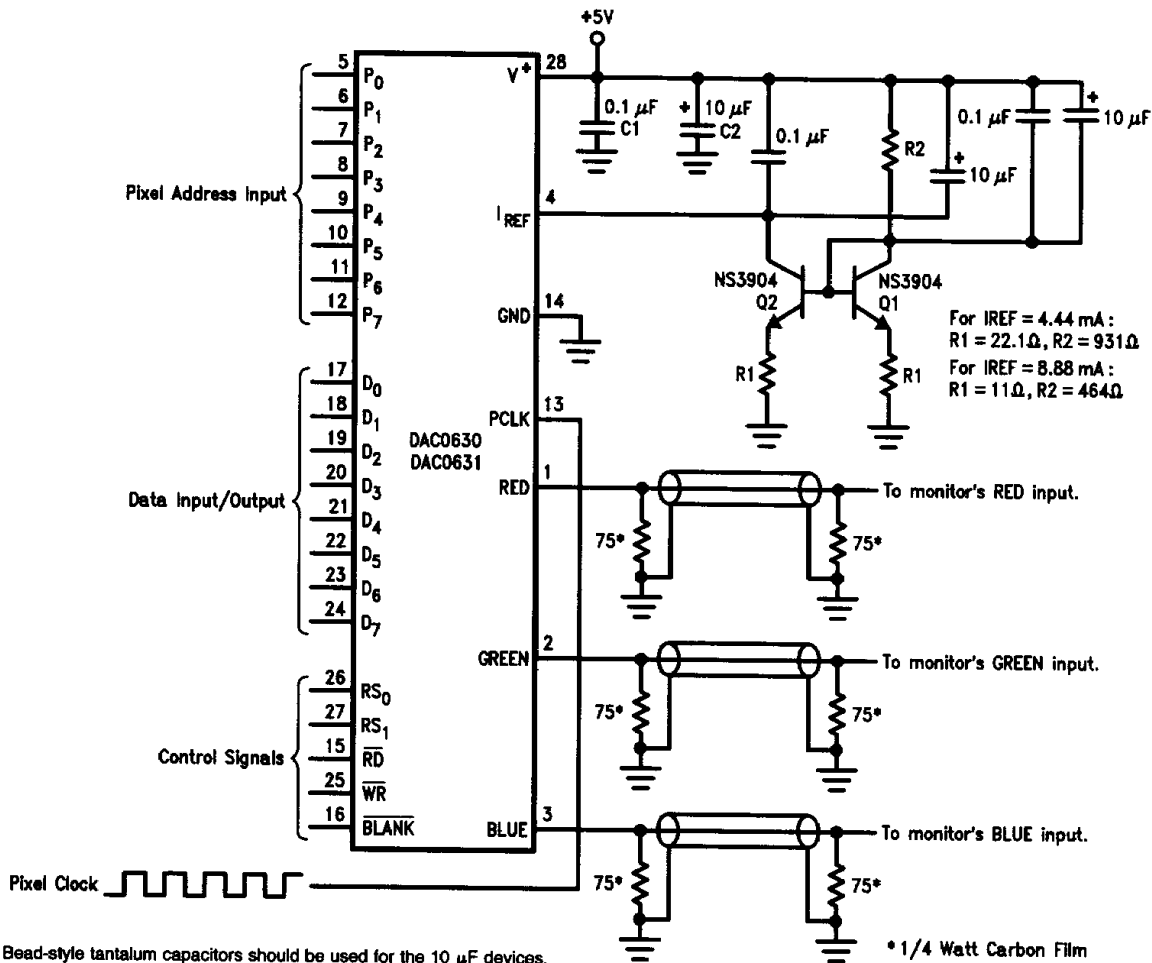 +5V
28
V+
5
P0
6
P1
7
P2
8
P3
9
P4
10
P5
11
P6
12
P7
Pixel Address Input
0.1 µF
C1
+
10 µF
C2
0.1 µF
R2
+
10 µF
0.1 µF
+
10 µF
4
IREF
NS3904
Q2
NS3904
Q1
14
GND
R1
R1
For IREF = 4.44 mA :
R1 = 22.1Ω, R2 = 931Ω
For IREF = 8.88 mA :
R1 = 11Ω, R2 = 464Ω
17
D0
18
D1
19
D2
20
D3
21
D4
22
D5
23
D6
24
D7
Data Input/Output
13
PCLK
DAC0630
DAC0631
1
RED
To monitor's RED input.
75*
75*
2
GREEN
To monitor's GREEN input.
75*
75*
26
RS0
27
RS1
15
RD
25
WR
16
BLANK
Control Signals
3
BLUE
To monitor's BLUE input.
75*
75*
Pixel Clock
*1/4 Watt Carbon Film
Bead-style tantalum capacitors should be used for the 10 µF devices.